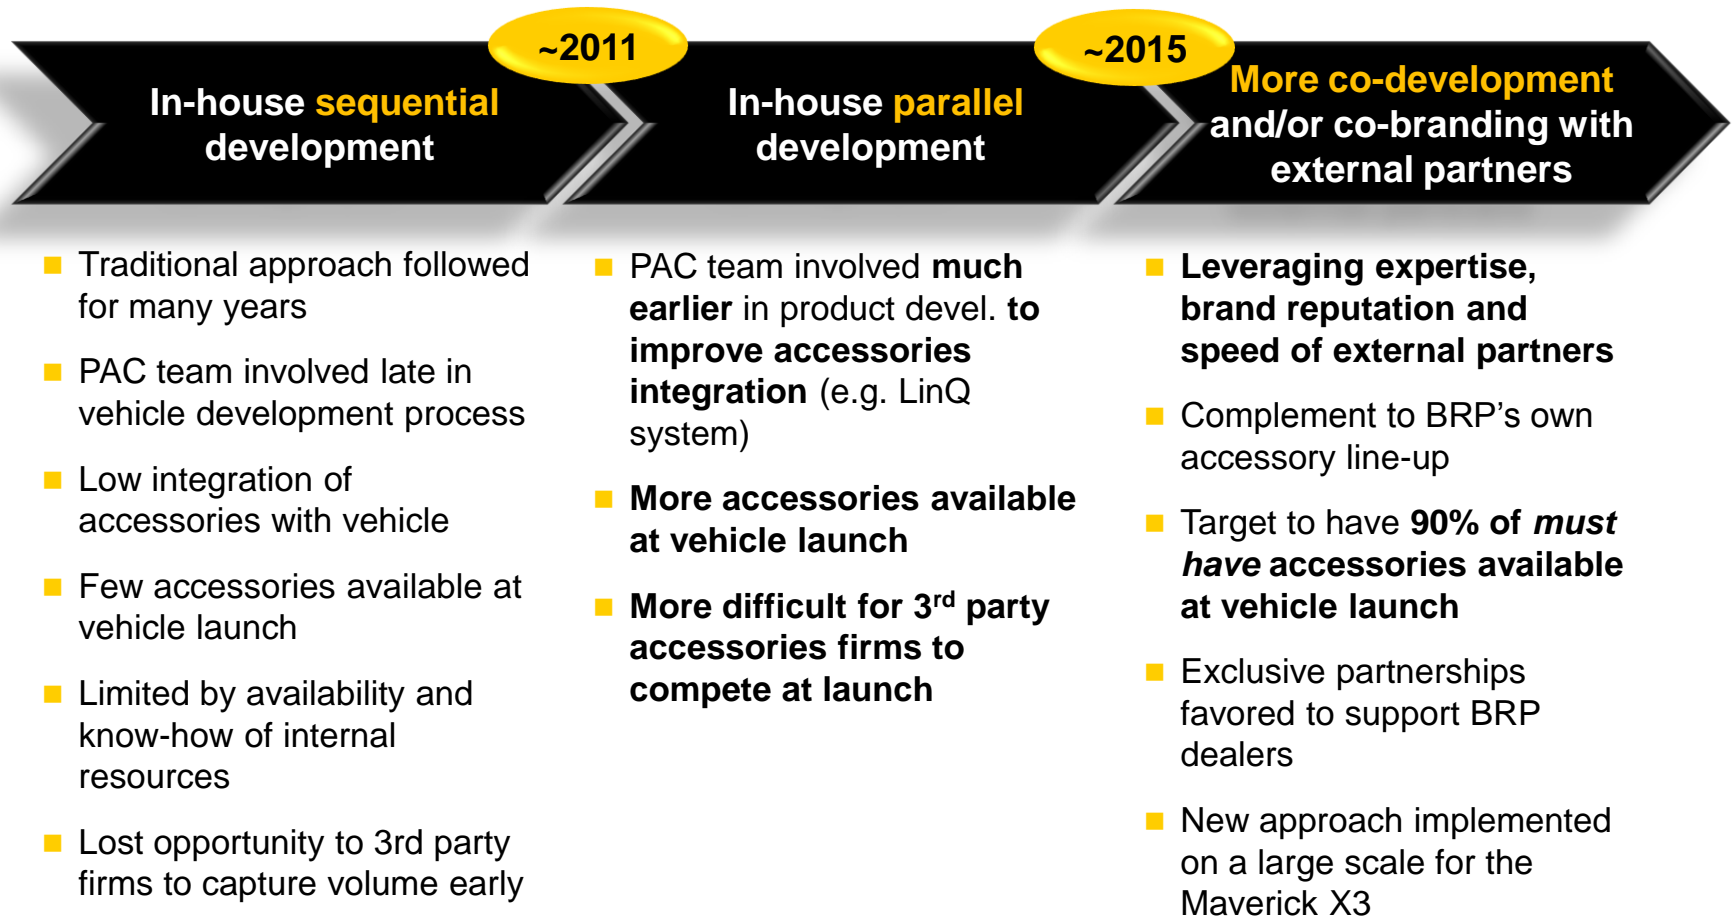 ~2011
~2015
In-house sequential
development
In-house parallel
development
More co-development
and/or co-branding with
external partners
Traditional approach followed
for many years
PAC team involved late in
vehicle development process
Low integration of
accessories with vehicle
Few accessories available at
vehicle launch
Limited by availability and
know-how of internal
resources
Lost opportunity to 3rd party
firms to capture volume early
PAC team involved much
earlier in product devel. to
improve accessories
integration (e.g. LinQ
system)
More accessories available
at vehicle launch
More difficult for 3rd party
accessories firms to
compete at launch
Leveraging expertise,
brand reputation and
speed of external partners
Complement to BRP’s own
accessory line-up
Target to have 90% of must
have accessories available
at vehicle launch
Exclusive partnerships
favored to support BRP
dealers
New approach implemented
on a large scale for the
Maverick X3